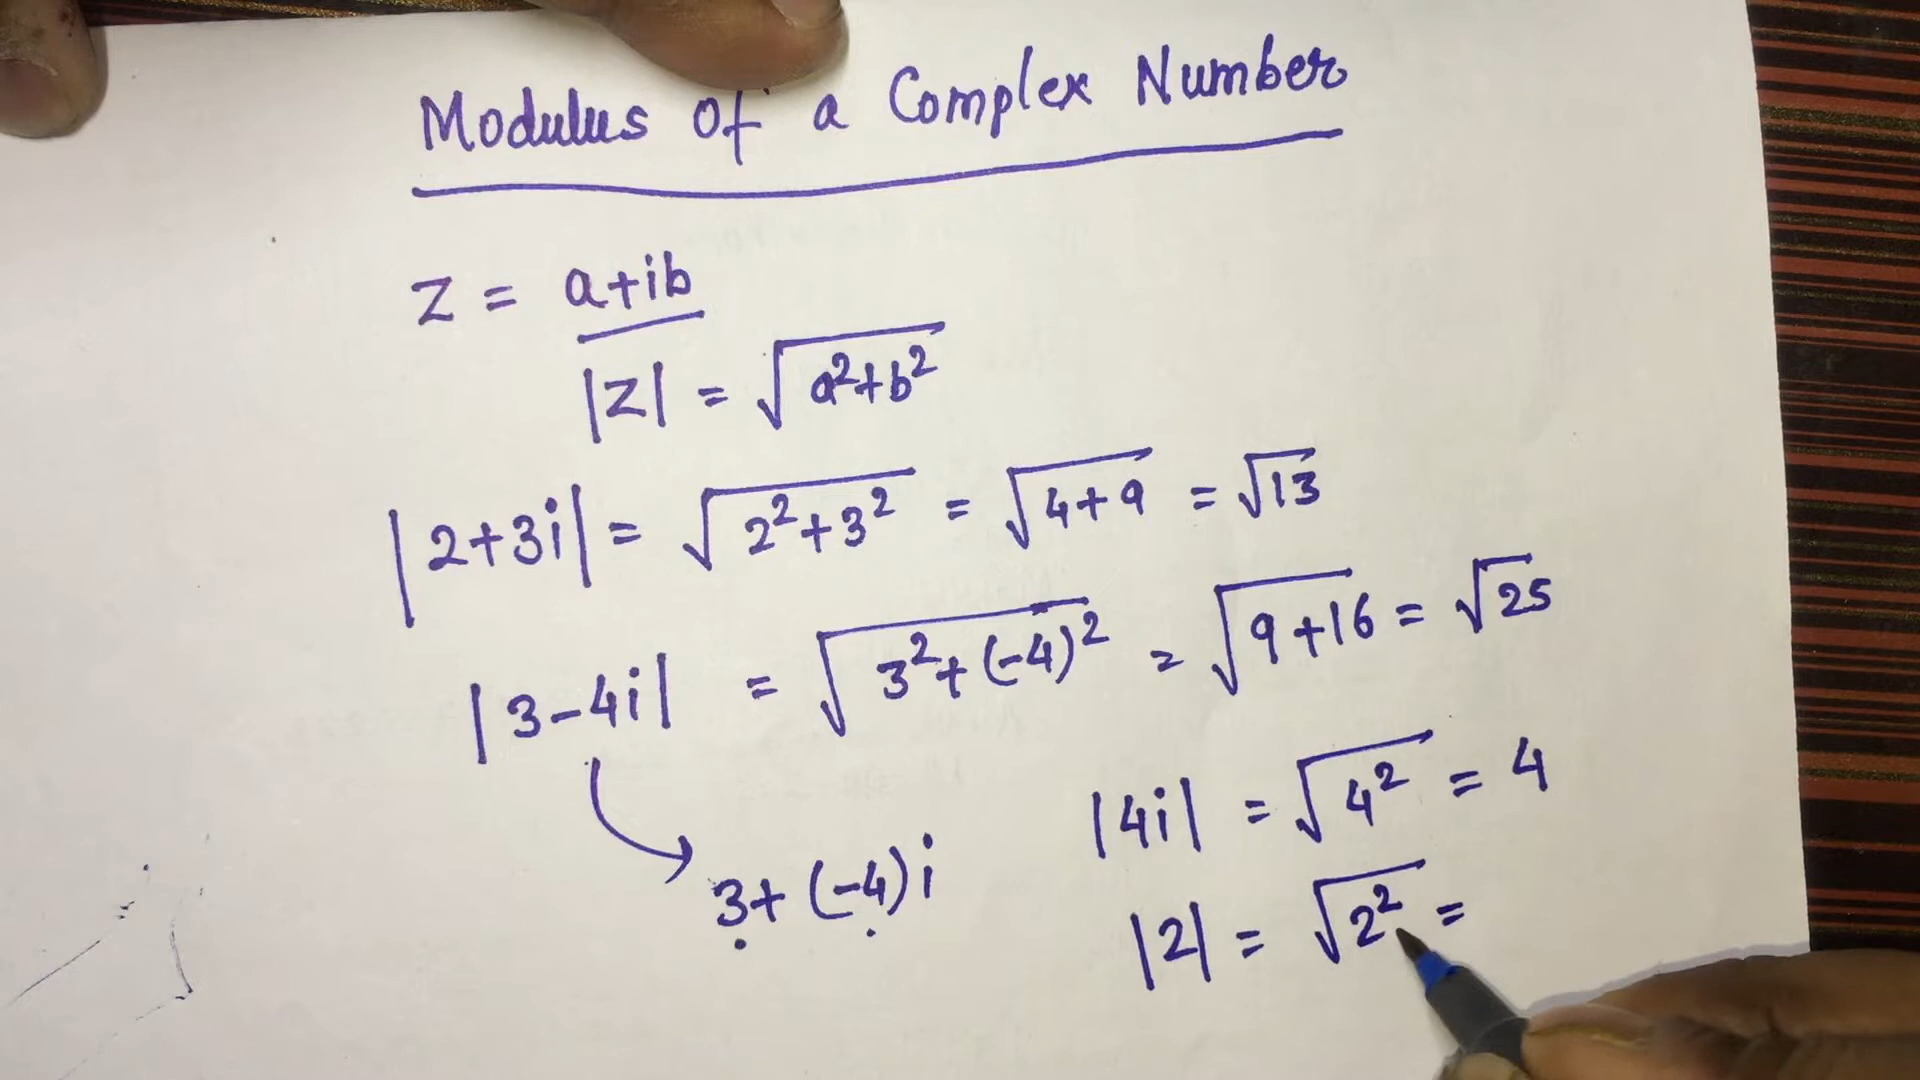 Modulus of a Complex Number
z = a+ib
|z| = √(a²+b²)
|2+3i| = √(2²+3²) = √(4+9) = √13
|3-4i| = √(3²+(-4)²) = √(9+16) = √25
3+(-4)i
|4i| = √(4²) = 4
|2| = √(2²) =